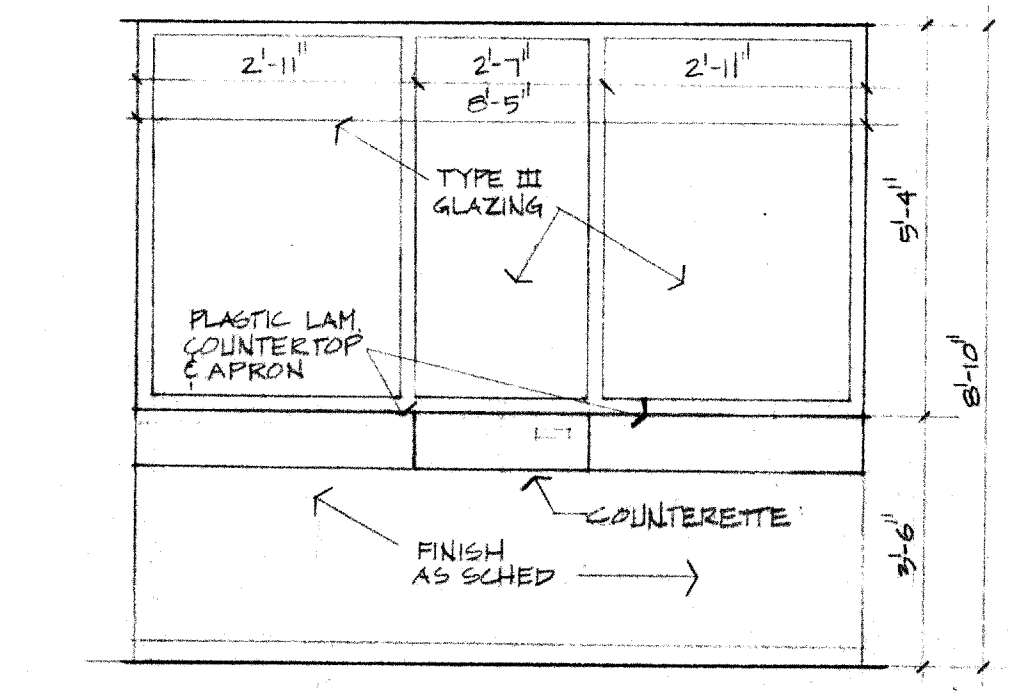 2'-11"
2'-7"
2'-11"
8'-5"
TYPE III
GLAZING
5'-4"
PLASTIC LAM.
COUNTERTOP
& APRON
8'-10"
COUNTERETTE
3'-6"
FINISH
AS SCHED